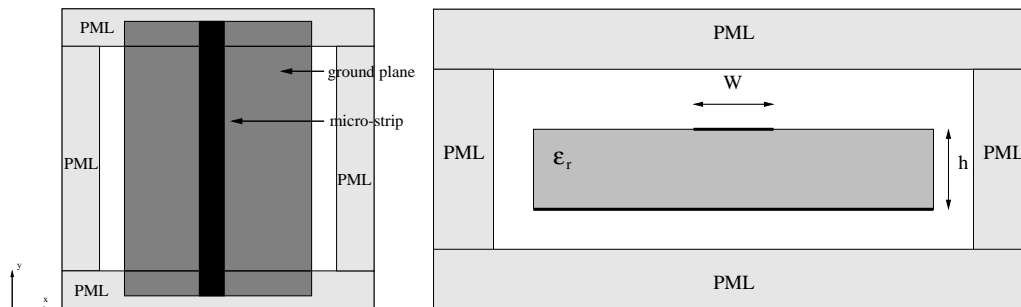 PML
ground plane
micro-strip
PML
PML
PML
y
x
PML
W
PML
ε_r
h
PML
PML